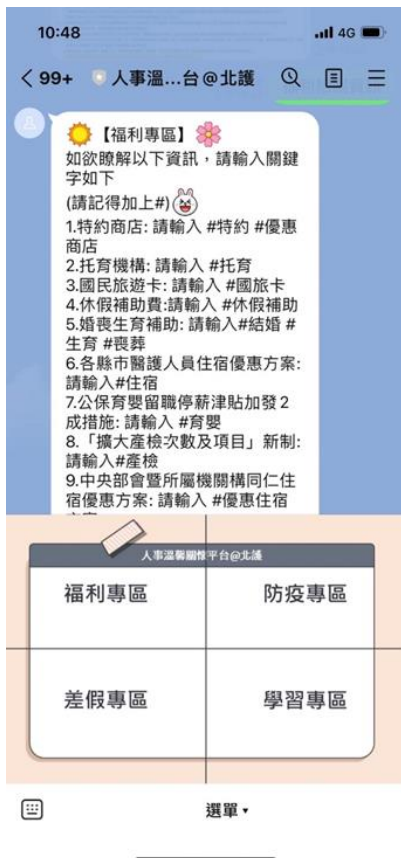 10:48
4G
99+
人事溫...台@北護
【福利專區】
如欲瞭解以下資訊，請輸入關鍵
字如下
(請記得加上#)
1.特約商店: 請輸入 #特約 #優惠
商店
2.托育機構: 請輸入 #托育
3.國民旅遊卡: 請輸入 #國旅卡
4.休假補助費:請輸入 #休假補助
5.婚喪生育補助: 請輸入#結婚 #
生育 #喪葬
6.各縣市醫護人員住宿優惠方案:
請輸入#住宿
7.公保育嬰留職停薪津貼加發２
成措施: 請輸入 #育嬰
8.「擴大產檢次數及項目」新制:
請輸入#產檢
9.中央部會暨所屬機關構同仁住
宿優惠方案: 請輸入 #優惠住宿
人事溫馨關懷平台@北護
福利專區
防疫專區
差假專區
學習專區
選單